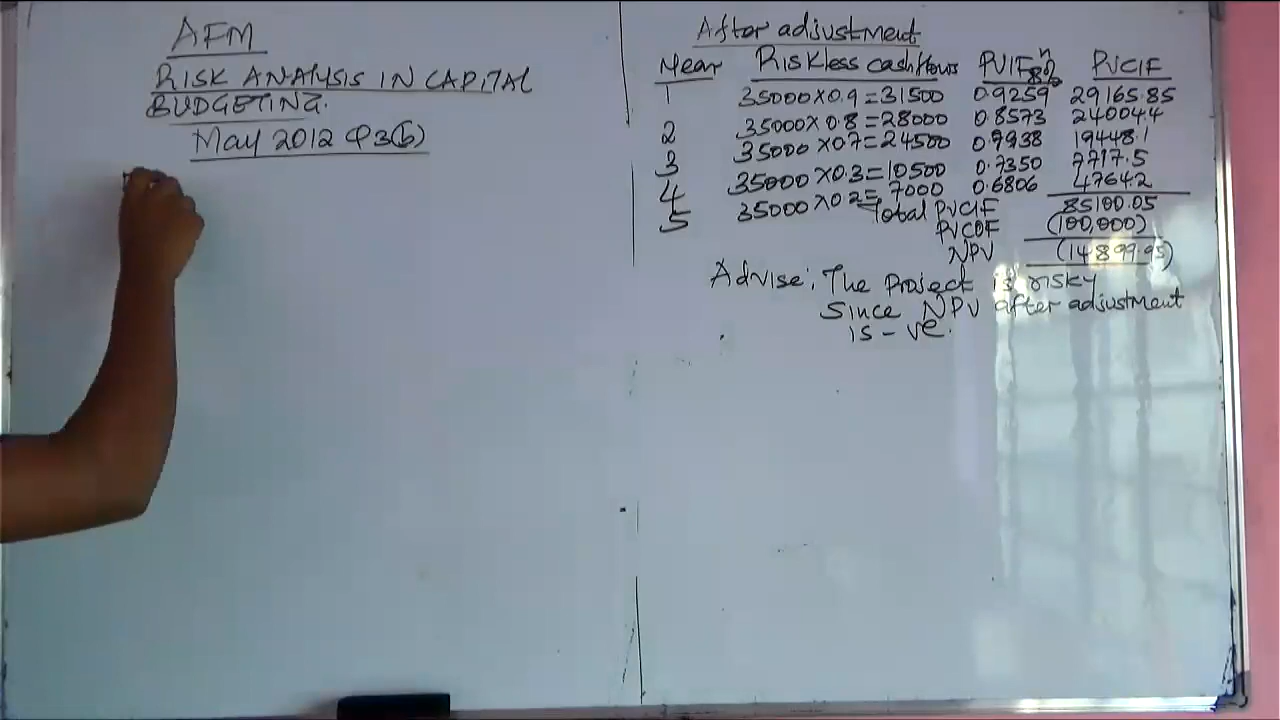 AFM
RISK ANALYSIS IN CAPITAL
BUDGETING.
May 2012 Q3(b)
After adjustment
Year Riskless cashflows PVIF n 8% PVCIF
1 35000×0.9=31500 0.9259 29165.85
2 35000×0.8=28000 0.8573 24004.4
3 35000×0.7=24500 0.7938 19448.1
4 35000×0.3=10500 0.7350 7717.5
5 35000×0.2= 7000 0.6806 4764.2
Total PVCIF 85100.05
PVCOF (100,000)
NPV (14899.95)
Advise: The Project is risky
Since NPV after adjustment
is -ve.